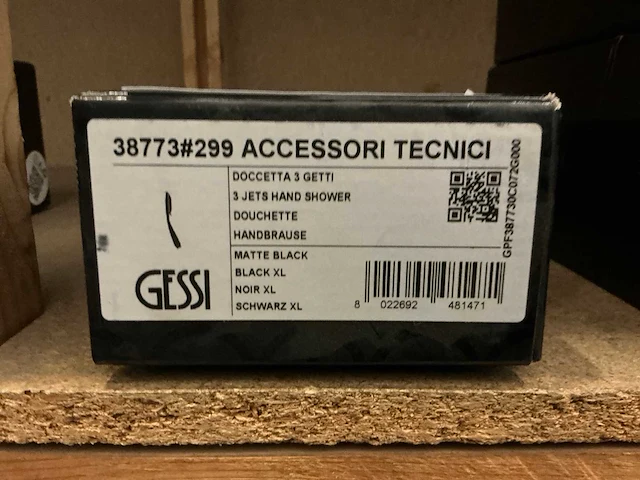 38773#299 ACCESSORI TECNICI
DOCCETTA 3 GETTI
3 JETS HAND SHOWER
DOUCHETTE
HANDBRAUSE
MATTE BLACK
BLACK XL
NOIR XL
SCHWARZ XL
GESSI
8 022692 481471
GPF387730C072G000